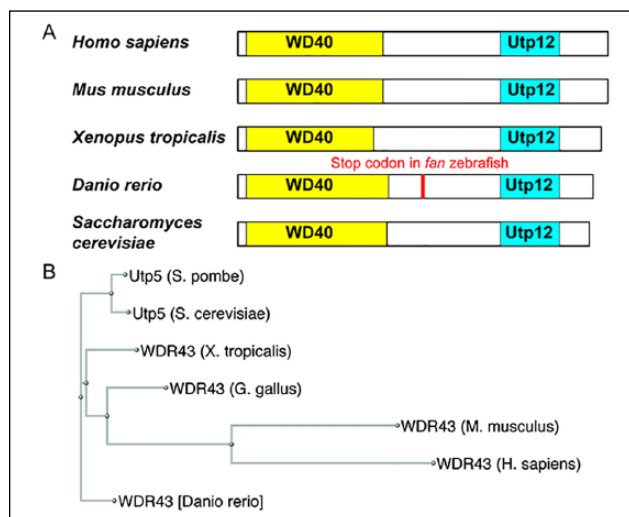 A
Homo sapiens WD40 Utp12
Mus musculus WD40 Utp12
Xenopus tropicalis WD40 Utp12
Stop codon in fan zebrafish
Danio rerio WD40 Utp12
Saccharomyces
cerevisiae WD40 Utp12
B
Utp5 (S. pombe)
Utp5 (S. cerevisiae)
WDR43 (X. tropicalis)
WDR43 (G. gallus)
WDR43 (M. musculus)
WDR43 (H. sapiens)
WDR43 [Danio rerio]